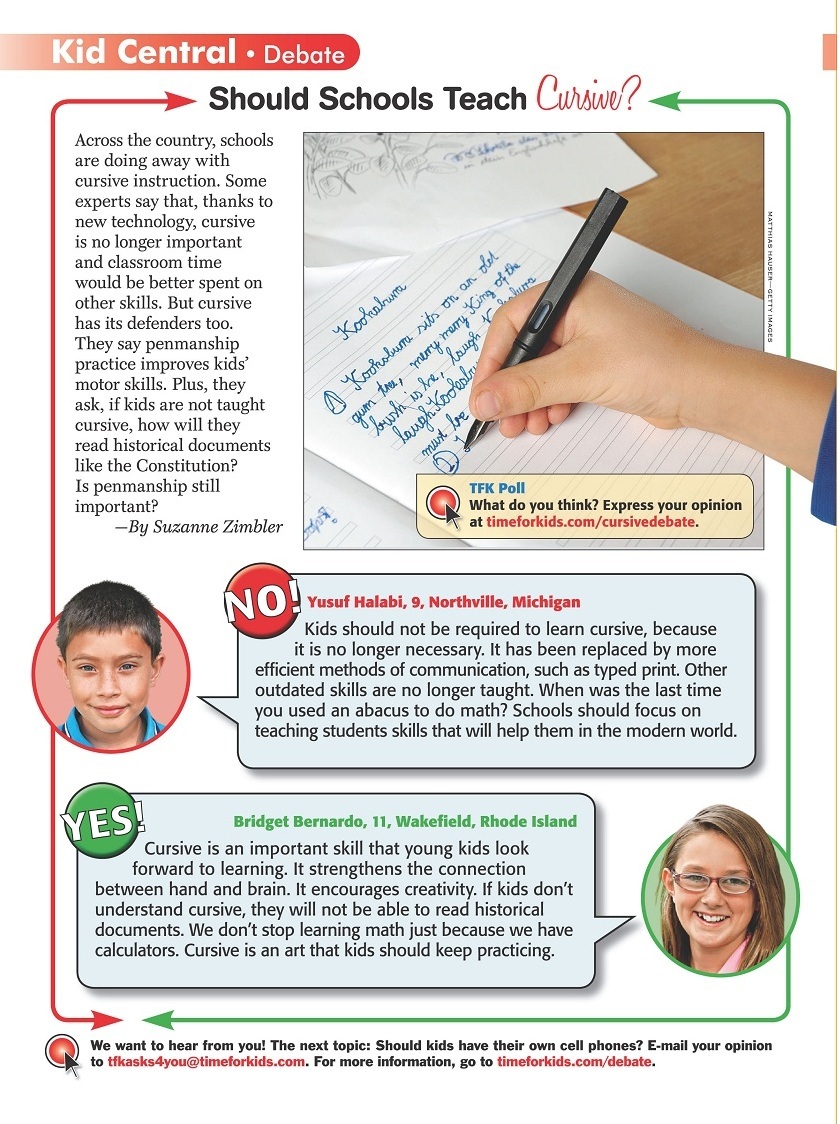 Kid Central • Debate
Should Schools Teach Cursive?
Across the country, schools
are doing away with
cursive instruction. Some
experts say that, thanks to
new technology, cursive
is no longer important
and classroom time
would be better spent on
other skills. But cursive
has its defenders too.
They say penmanship
practice improves kids’
motor skills. Plus, they
ask, if kids are not taught
cursive, how will they
read historical documents
like the Constitution?
Is penmanship still
important?
—By Suzanne Zimbler
sits on an old
gum tree, merry merry King of the
bush is he, laugh
laugh
must be
MATTHIAS HAUSER—GETTY IMAGES
TFK Poll
What do you think? Express your opinion
at timeforkids.com/cursivedebate.
NO!
Yusuf Halabi, 9, Northville, Michigan
Kids should not be required to learn cursive, because
it is no longer necessary. It has been replaced by more
efficient methods of communication, such as typed print. Other
outdated skills are no longer taught. When was the last time
you used an abacus to do math? Schools should focus on
teaching students skills that will help them in the modern world.
YES!
Bridget Bernardo, 11, Wakefield, Rhode Island
Cursive is an important skill that young kids look
forward to learning. It strengthens the connection
between hand and brain. It encourages creativity. If kids don’t
understand cursive, they will not be able to read historical
documents. We don’t stop learning math just because we have
calculators. Cursive is an art that kids should keep practicing.
We want to hear from you! The next topic: Should kids have their own cell phones? E-mail your opinion
to tfkasks4you@timeforkids.com. For more information, go to timeforkids.com/debate.